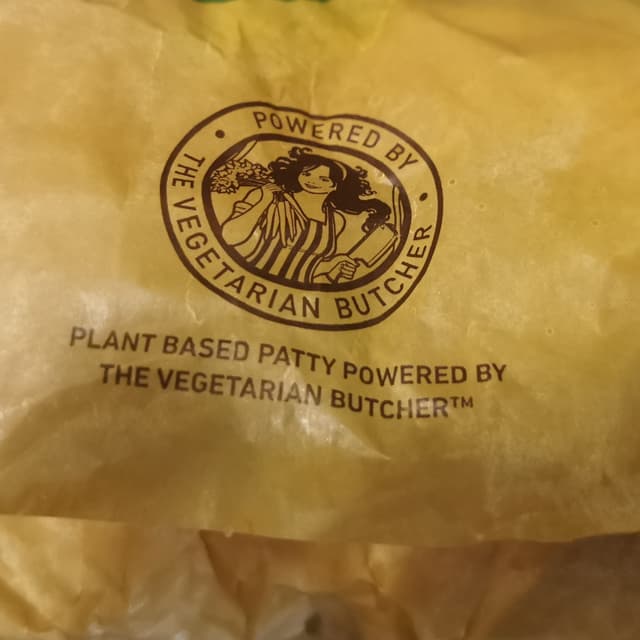 POWERED BY
THE VEGETARIAN BUTCHER
PLANT BASED PATTY POWERED BY
THE VEGETARIAN BUTCHER™